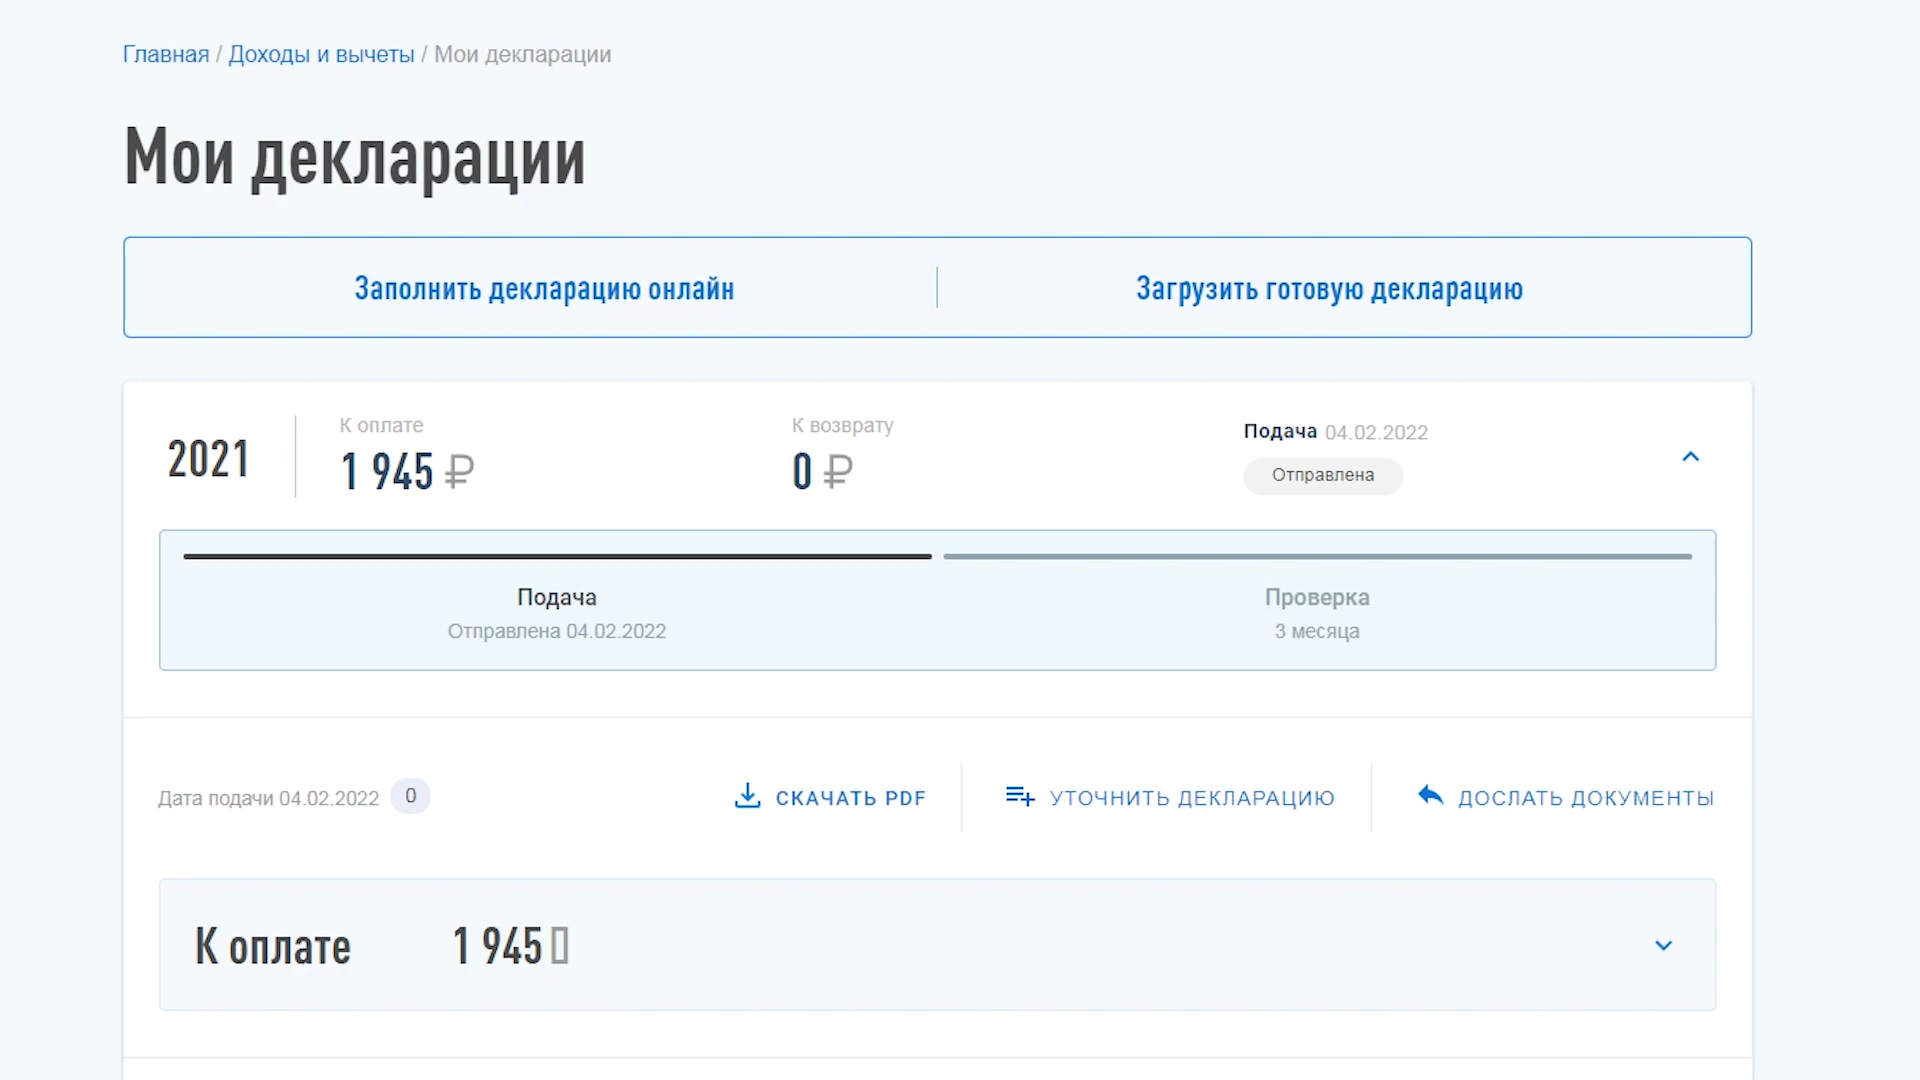 Главная / Доходы и вычеты / Мои декларации
Мои декларации
Заполнить декларацию онлайн
Загрузить готовую декларацию
2021
К оплате
1 945 ₽
К возврату
0 ₽
Подача 04.02.2022
Отправлена
Подача
Отправлена 04.02.2022
Проверка
3 месяца
Дата подачи 04.02.2022 0
СКАЧАТЬ PDF
УТОЧНИТЬ ДЕКЛАРАЦИЮ
ДОСЛАТЬ ДОКУМЕНТЫ
К оплате 1 945